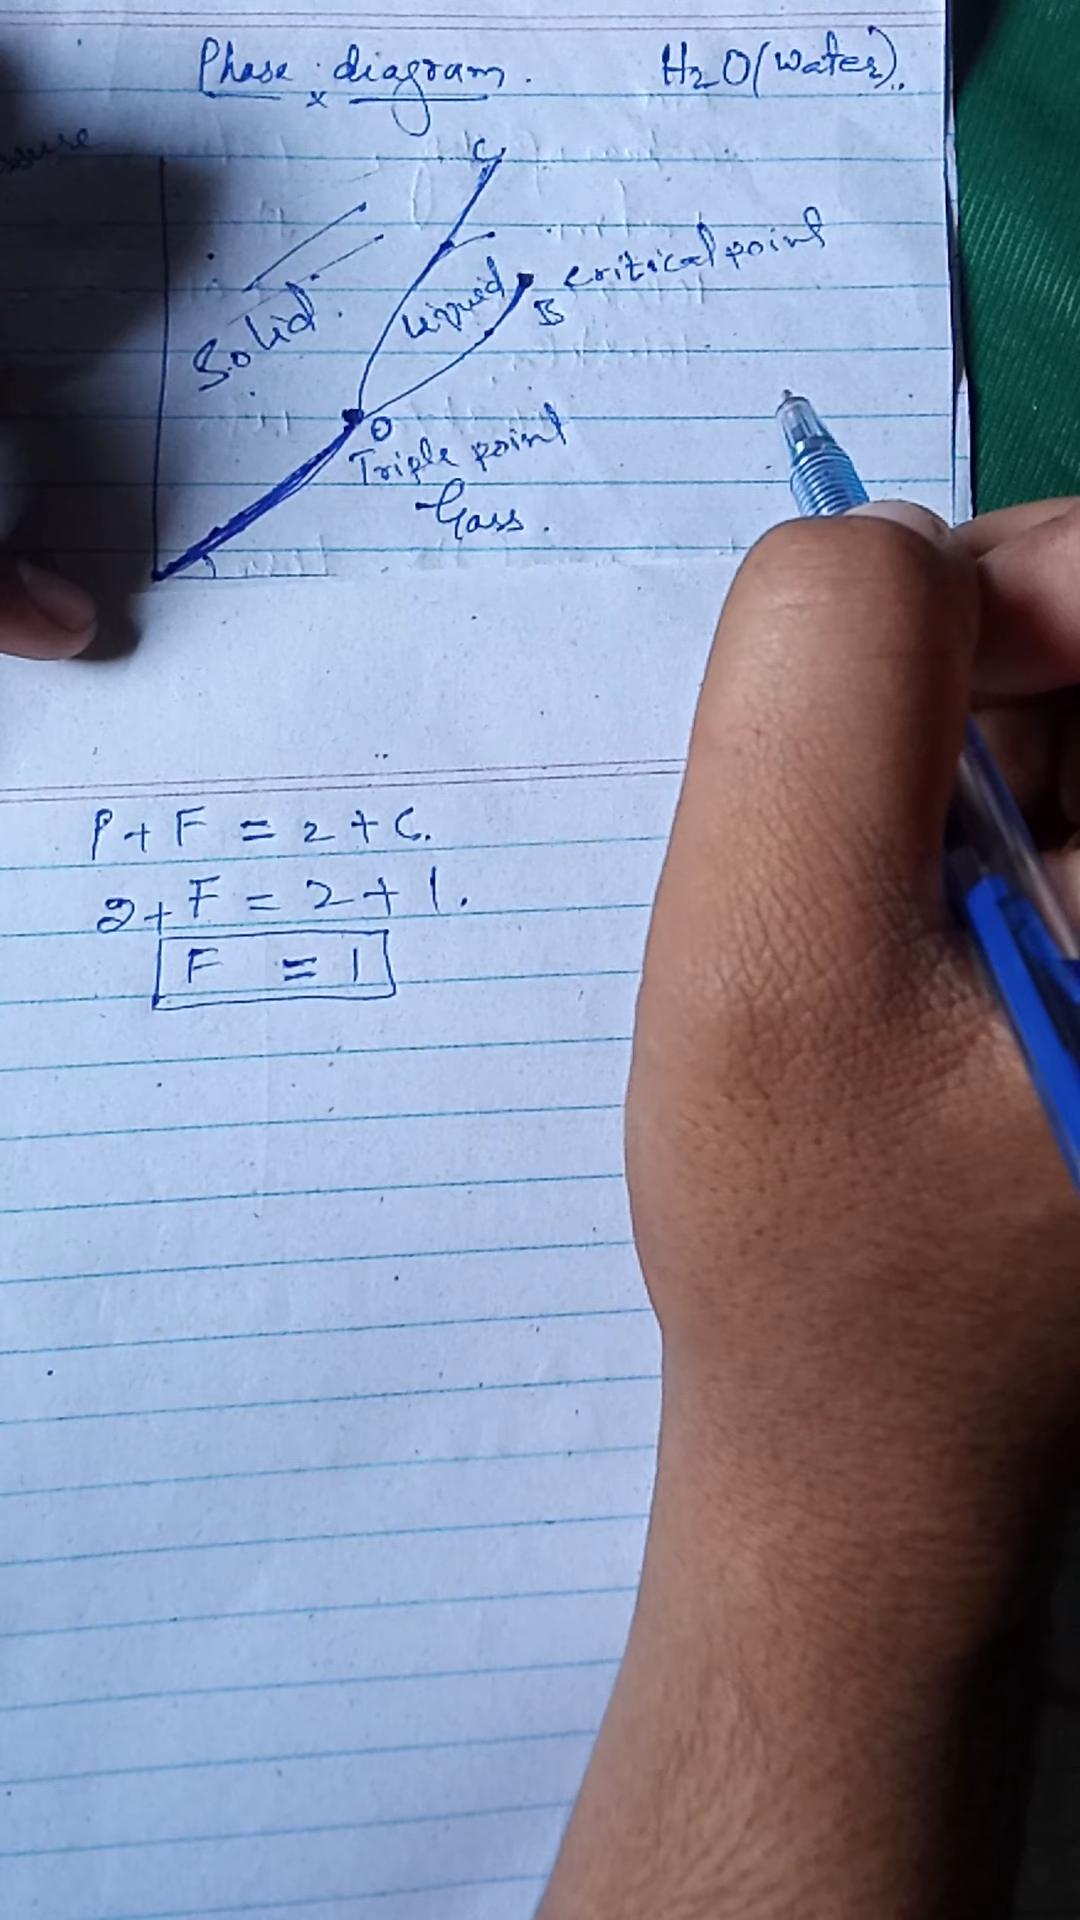 Phase diagram. H2O(Water).
C
critical point
Liquid
B
Solid.
O
Triple point
Gass.
P + F = 2 + C.
2 + F = 2 + 1.
F = 1